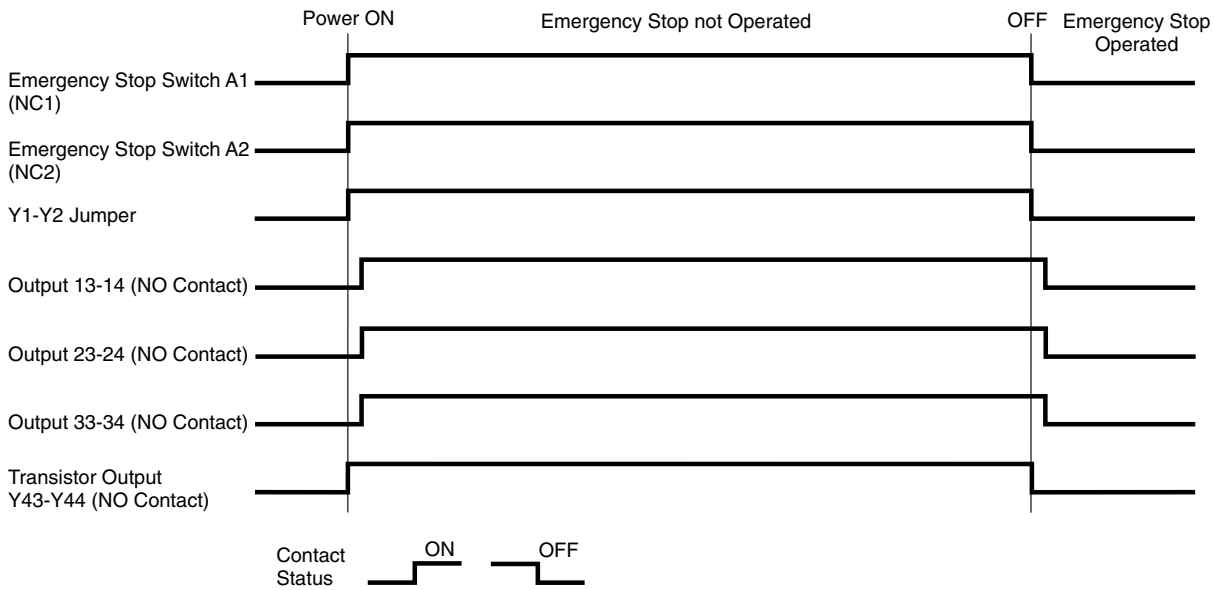 Power ON
Emergency Stop not Operated
OFF
Emergency Stop
Operated
Emergency Stop Switch A1
(NC1)
Emergency Stop Switch A2
(NC2)
Y1-Y2 Jumper
Output 13-14 (NO Contact)
Output 23-24 (NO Contact)
Output 33-34 (NO Contact)
Transistor Output
Y43-Y44 (NO Contact)
Contact
Status
ON
OFF